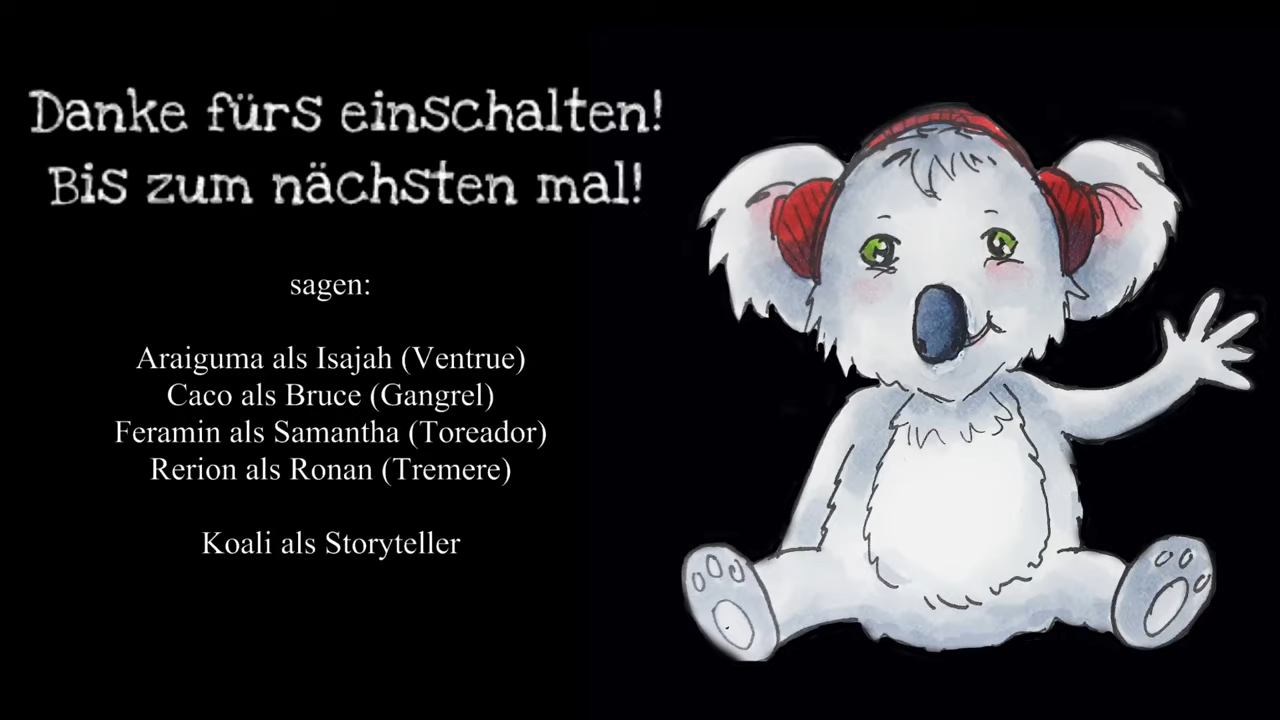 Danke fürs einschalten!
Bis zum nächsten mal!
sagen:
Araiguma als Isajah (Ventrue)
Caco als Bruce (Gangrel)
Feramin als Samantha (Toreador)
Rerion als Ronan (Tremere)
Koali als Storyteller